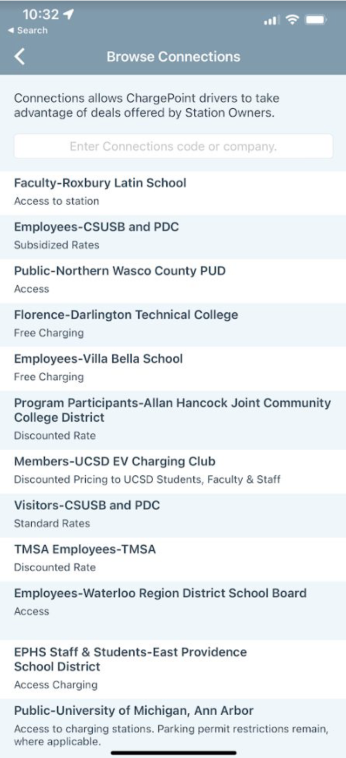 10:32
◄ Search
Browse Connections
Connections allows ChargePoint drivers to take
advantage of deals offered by Station Owners.
Enter Connections code or company.
Faculty-Roxbury Latin School
Access to station
Employees-CSUSB and PDC
Subsidized Rates
Public-Northern Wasco County PUD
Access
Florence-Darlington Technical College
Free Charging
Employees-Villa Bella School
Free Charging
Program Participants-Allan Hancock Joint Community
College District
Discounted Rate
Members-UCSD EV Charging Club
Discounted Pricing to UCSD Students, Faculty & Staff
Visitors-CSUSB and PDC
Standard Rates
TMSA Employees-TMSA
Discounted Rate
Employees-Waterloo Region District School Board
Access
EPHS Staff & Students-East Providence
School District
Access Charging
Public-University of Michigan, Ann Arbor
Access to charging stations. Parking permit restrictions remain,
where applicable.